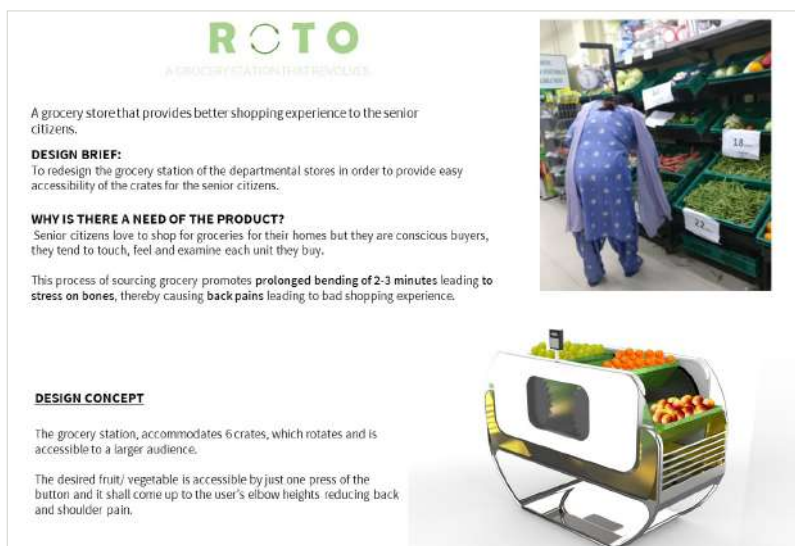 ROTO
A GROCERY STATION THAT REVOLVES
A grocery store that provides better shopping experience to the senior
citizens.
DESIGN BRIEF:
To redesign the grocery station of the departmental stores in order to provide easy
accessibility of the crates for the senior citizens.
WHY IS THERE A NEED OF THE PRODUCT?
Senior citizens love to shop for groceries for their homes but they are conscious buyers,
they tend to touch, feel and examine each unit they buy.
This process of sourcing grocery promotes prolonged bending of 2-3 minutes leading to
stress on bones, thereby causing back pains leading to bad shopping experience.
18
22
DESIGN CONCEPT
The grocery station, accommodates 6 crates, which rotates and is
accessible to a larger audience.
The desired fruit/ vegetable is accessible by just one press of the
button and it shall come up to the user's elbow heights reducing back
and shoulder pain.